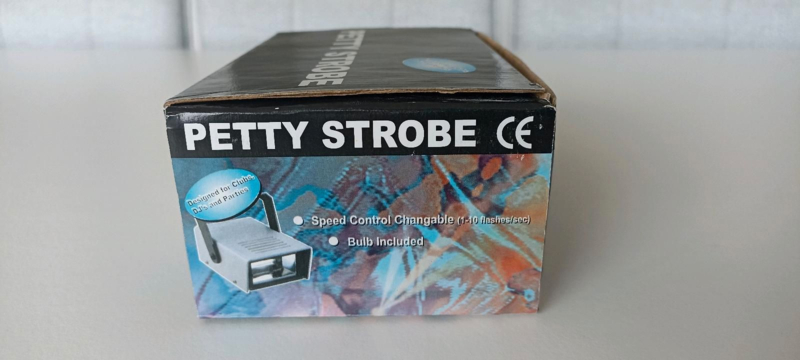 PETTY STROBE
PETTY STROBE CE
Designed for Clubs,
DJ's and Parties
Speed Control Changable (1-10 flashes/sec)
Bulb Included